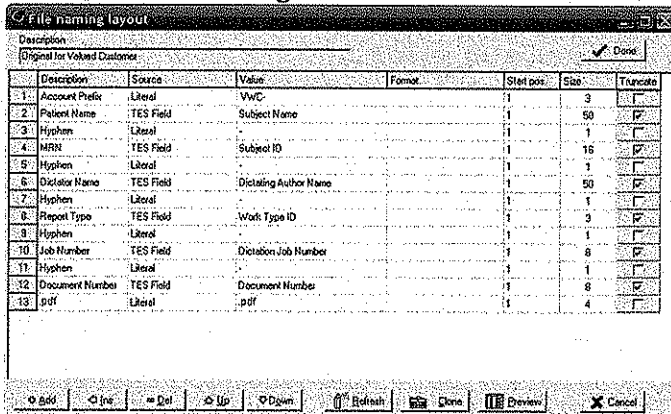 File naming layout
Description
Original for Valued Customer
Done
Description Source Value Format Start pos. Size Truncate
1 Account Prefix Literal VWC- 1 3
2 Patient Name TES Field Subject Name 1 50
3 Hyphen Literal - 1 1
4 MRN TES Field Subject ID 1 16
5 Hyphen Literal - 1 1
6 Dictator Name TES Field Dictating Author Name 1 50
7 Hyphen Literal - 1 1
8 Report Type TES Field Work Type ID 1 3
9 Hyphen Literal - 1 1
10 Job Number TES Field Dictation Job Number 1 8
11 Hyphen Literal - 1 1
12 Document Number TES Field Document Number 1 8
13 .pdf Literal .pdf 1 4
Add Ins Del Up Down Refresh Clone Preview Cancel